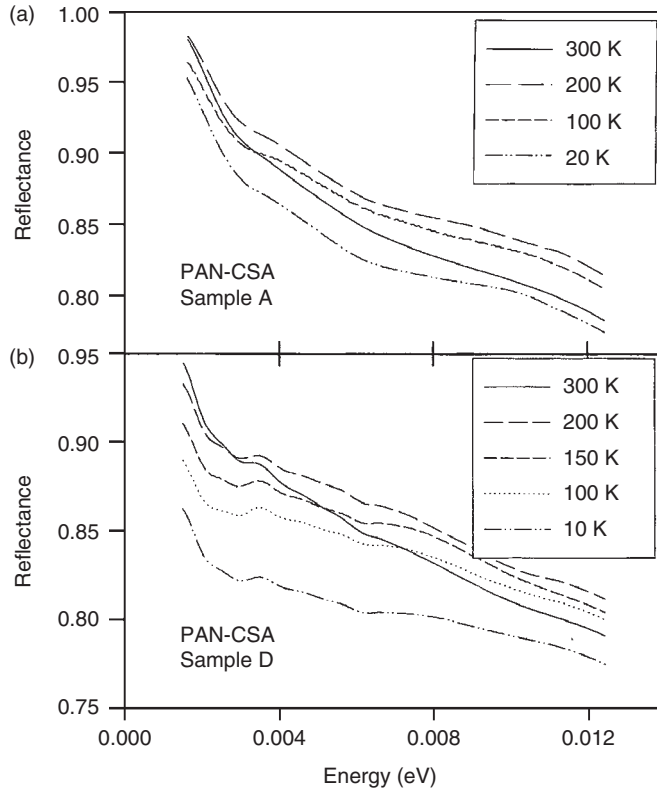 (a)
1.00
0.95
0.90
0.85
0.80
Reflectance
300 K
200 K
100 K
20 K
PAN-CSA
Sample A
(b)
0.95
0.90
0.85
0.80
0.75
Reflectance
300 K
200 K
150 K
100 K
10 K
PAN-CSA
Sample D
0.000 0.004 0.008 0.012
Energy (eV)